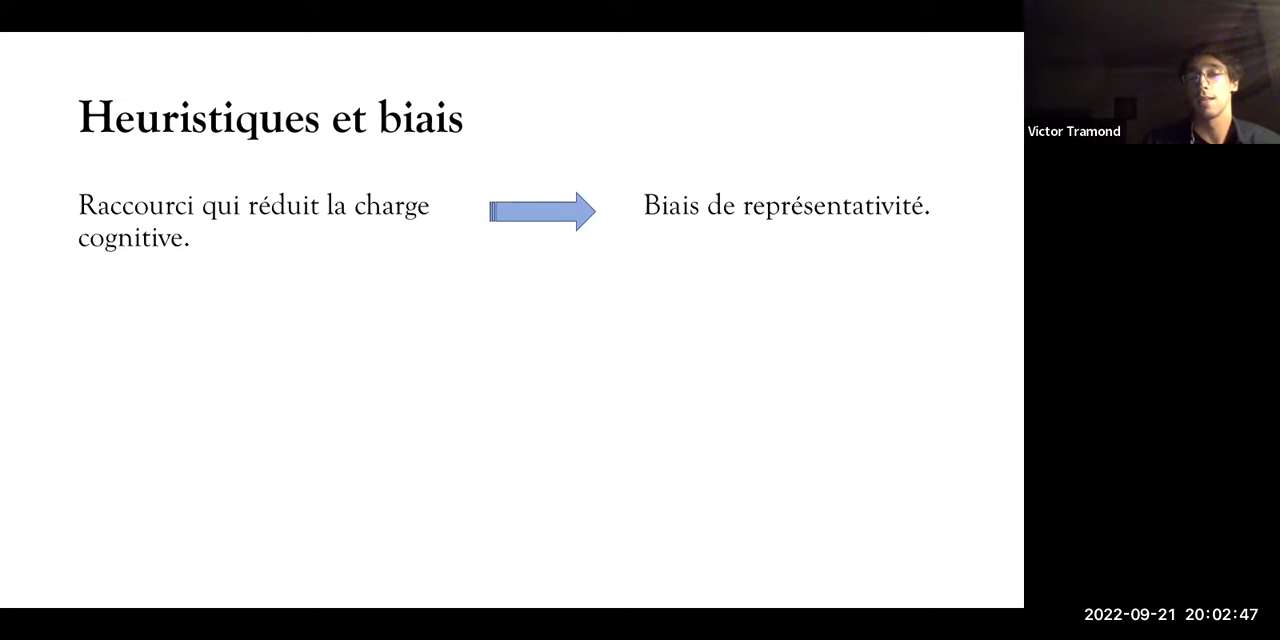 Heuristiques et biais
Raccourci qui réduit la charge
cognitive.
Biais de représentativité.
Victor Tramond
2022-09-21 20:02:47